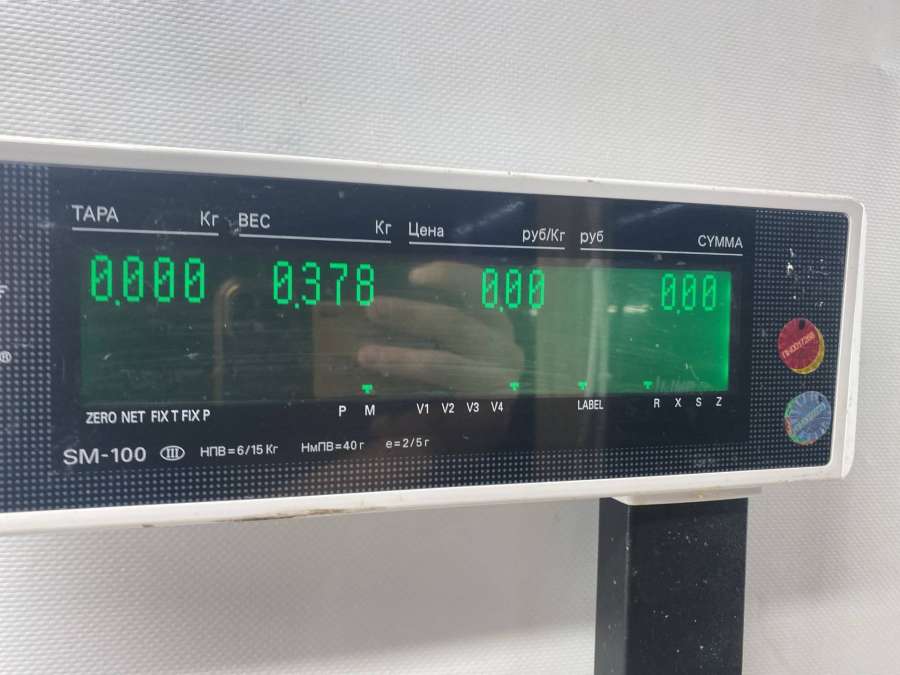 ТАРА Кг ВЕС Кг Цена руб/Кг руб СУММА
0.000 0.378 0.00 0.00
®
ZERO NET FIX T FIX P P M V1 V2 V3 V4 LABEL R X S Z
SM-100 III НПВ=6/15 Кг НмПВ=40 г e=2/5 г